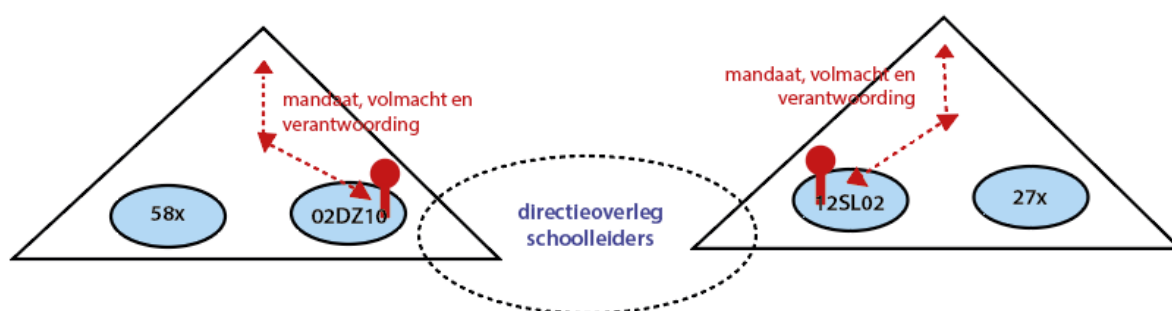 mandaat, volmacht en
verantwoording
58x
02DZ10
directieoverleg
schoolleiders
mandaat, volmacht en
verantwoording
12SL02
27x